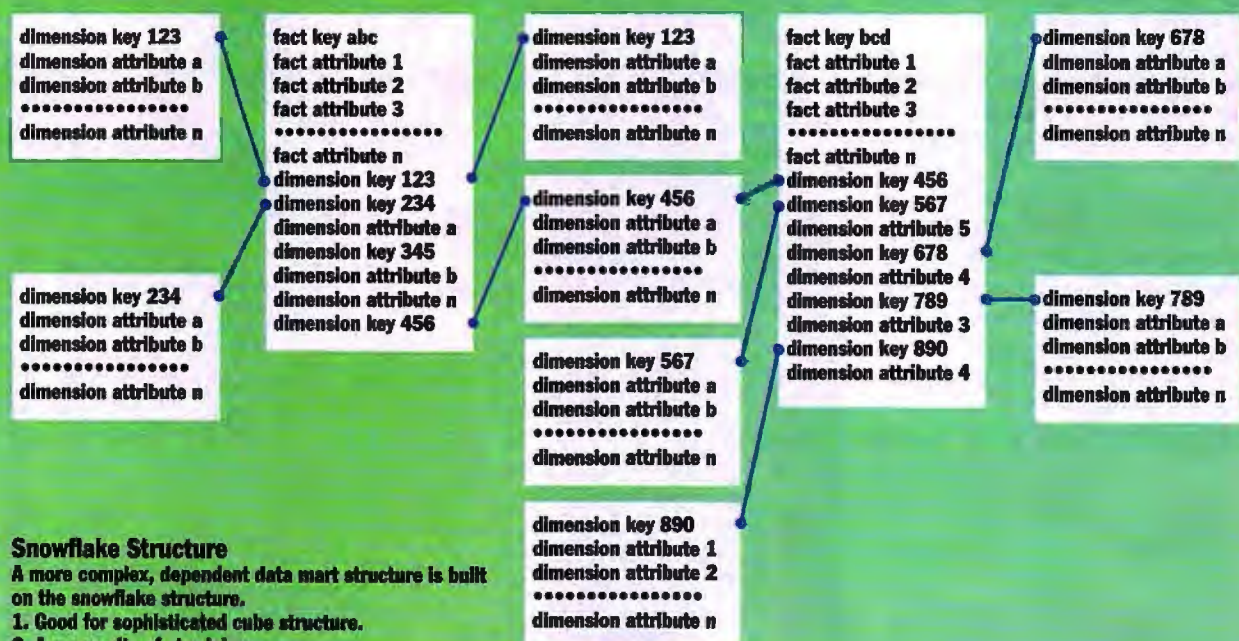 dimension key 123
dimension attribute a
dimension attribute b
•••••••••••••••••
dimension attribute n
dimension key 234
dimension attribute a
dimension attribute b
•••••••••••••••••
dimension attribute n
fact key abc
fact attribute 1
fact attribute 2
fact attribute 3
•••••••••••••••••
fact attribute n
dimension key 123
dimension key 234
dimension attribute a
dimension key 345
dimension attribute b
dimension attribute n
dimension key 456
dimension key 123
dimension attribute a
dimension attribute b
•••••••••••••••••
dimension attribute n
dimension key 456
dimension attribute a
dimension attribute b
•••••••••••••••••
dimension attribute n
dimension key 567
dimension attribute a
dimension attribute b
•••••••••••••••••
dimension attribute n
dimension key 890
dimension attribute 1
dimension attribute 2
•••••••••••••••••
dimension attribute n
fact key bcd
fact attribute 1
fact attribute 2
fact attribute 3
•••••••••••••••••
fact attribute n
dimension key 456
dimension key 567
dimension attribute 5
dimension key 678
dimension attribute 4
dimension key 789
dimension attribute 3
dimension key 890
dimension attribute 4
dimension key 678
dimension attribute a
dimension attribute b
•••••••••••••••••
dimension attribute n
dimension key 789
dimension attribute a
dimension attribute b
•••••••••••••••••
dimension attribute n
Snowflake Structure
A more complex, dependent data mart structure is built
on the snowflake structure.
1. Good for sophisticated cube structure.